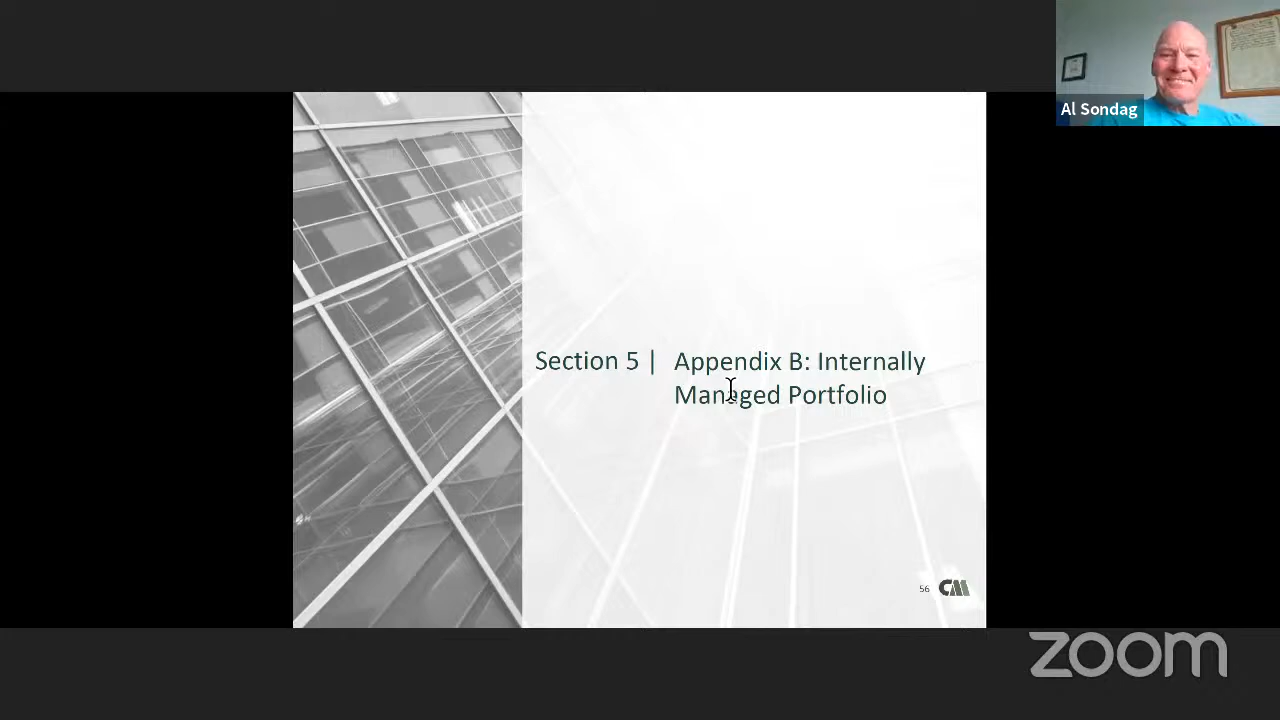 Al Sondag
Section 5 | Appendix B: Internally
Managed Portfolio
56 CM
zoom